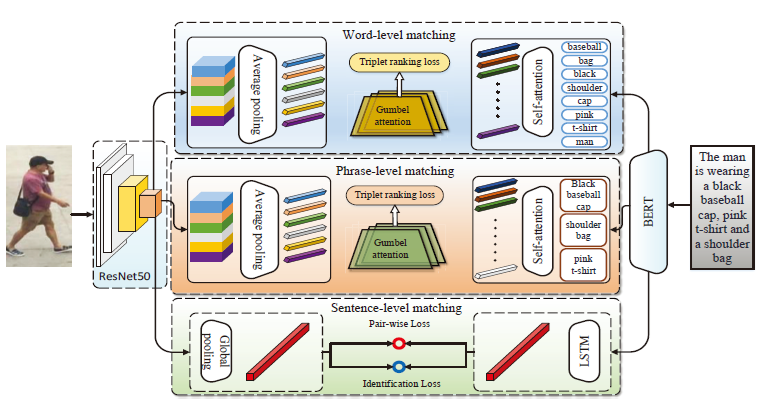 Word-level matching
Average pooling
Triplet ranking loss
Gumbel
attention
Self-attention
baseball
bag
black
shoulder
cap
pink
t-shirt
man
ResNet50
Phrase-level matching
Average pooling
Triplet ranking loss
Gumbel
attention
Self-attention
Black
baseball
cap
shoulder
bag
pink
t-shirt
BERT
The man
is wearing
a black
baseball
cap, pink
t-shirt and
a shoulder
bag
Sentence-level matching
Global
pooling
Pair-wise Loss
Identification Loss
LSTM